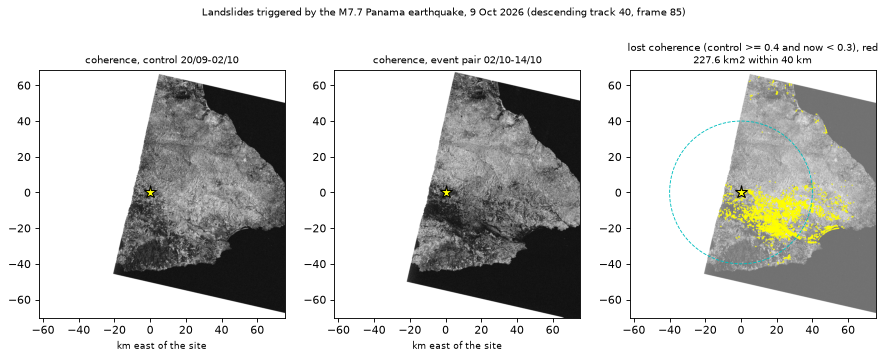 Landslides triggered by the M7.7 Panama earthquake, 9 Oct 2026 (descending track 40, frame 85)
coherence, control 20/09-02/10
coherence, event pair 02/10-14/10
lost coherence (control >= 0.4 and now < 0.3), red
227.6 km2 within 40 km
60
40
20
0
−20
−40
−60
−60 −40 −20 0 20 40 60
km east of the site
60
40
20
0
−20
−40
−60
−60 −40 −20 0 20 40 60
km east of the site
60
40
20
0
−20
−40
−60
−60 −40 −20 0 20 40 60